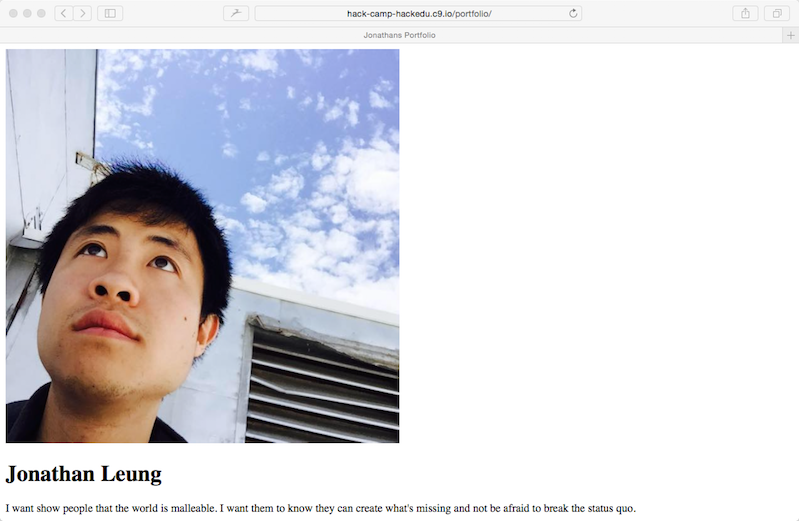 hack-camp-hackedu.c9.io/portfolio/
Jonathans Portfolio
Jonathan Leung
I want show people that the world is malleable. I want them to know they can create what's missing and not be afraid to break the status quo.